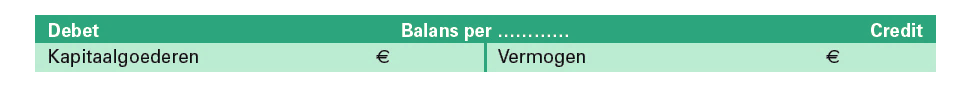 Debet Balans per ………… Credit
Kapitaalgoederen € Vermogen €